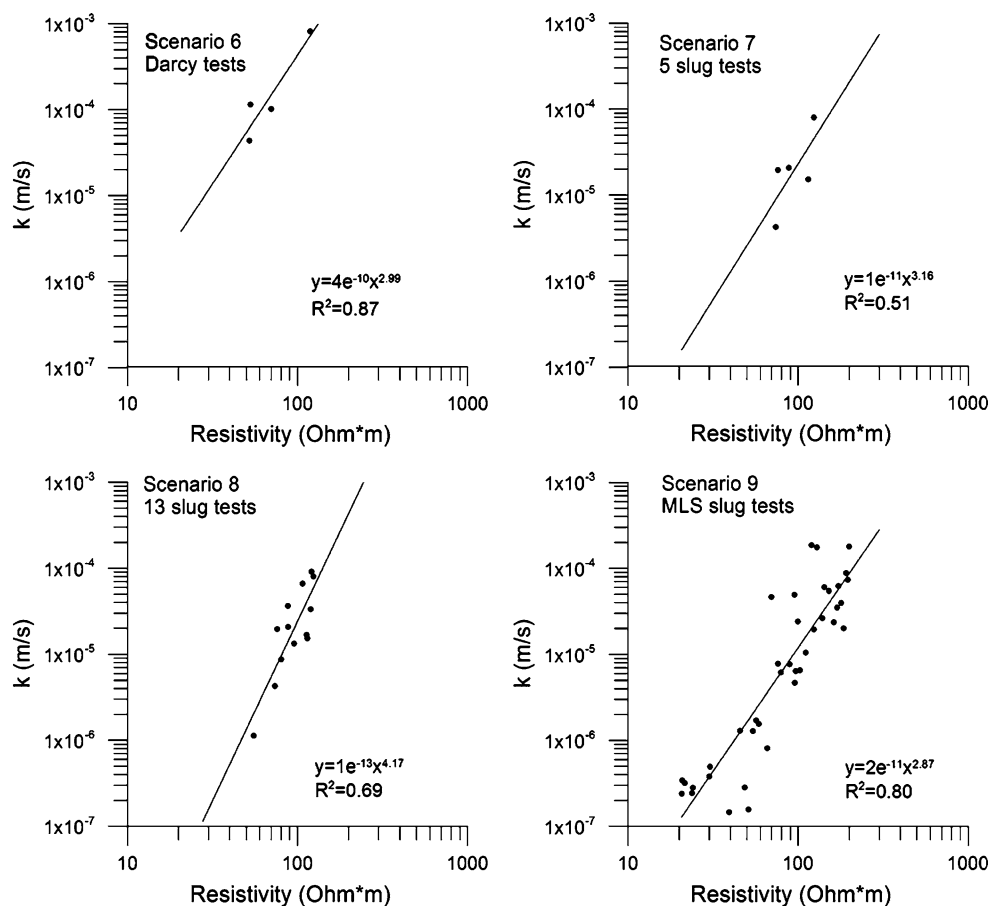 Scenario 6
Darcy tests
1x10⁻³
1x10⁻⁴
1x10⁻⁵
1x10⁻⁶
1x10⁻⁷
k (m/s)
y=4e⁻¹⁰x²·⁹⁹
R²=0.87
10 100 1000
Resistivity (Ohm*m)
Scenario 7
5 slug tests
1x10⁻³
1x10⁻⁴
1x10⁻⁵
1x10⁻⁶
1x10⁻⁷
k (m/s)
y=1e⁻¹¹x³·¹⁶
R²=0.51
10 100 1000
Resistivity (Ohm*m)
Scenario 8
13 slug tests
1x10⁻³
1x10⁻⁴
1x10⁻⁵
1x10⁻⁶
1x10⁻⁷
k (m/s)
y=1e⁻¹³x⁴·¹⁷
R²=0.69
10 100 1000
Resistivity (Ohm*m)
Scenario 9
MLS slug tests
1x10⁻³
1x10⁻⁴
1x10⁻⁵
1x10⁻⁶
1x10⁻⁷
k (m/s)
y=2e⁻¹¹x²·⁸⁷
R²=0.80
10 100 1000
Resistivity (Ohm*m)